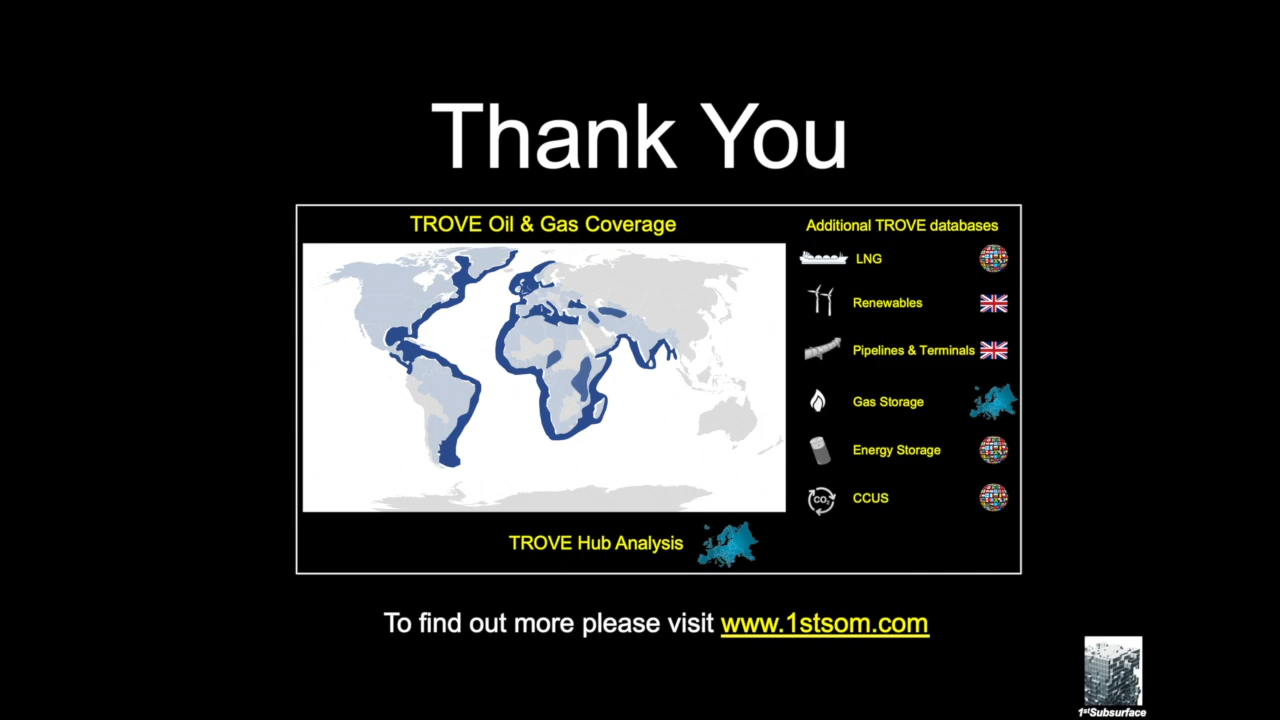 Thank You
TROVE Oil & Gas Coverage
Additional TROVE databases
LNG
Renewables
Pipelines & Terminals
Gas Storage
Energy Storage
CO₂
CCUS
TROVE Hub Analysis
To find out more please visit www.1stsom.com
1stSubsurface